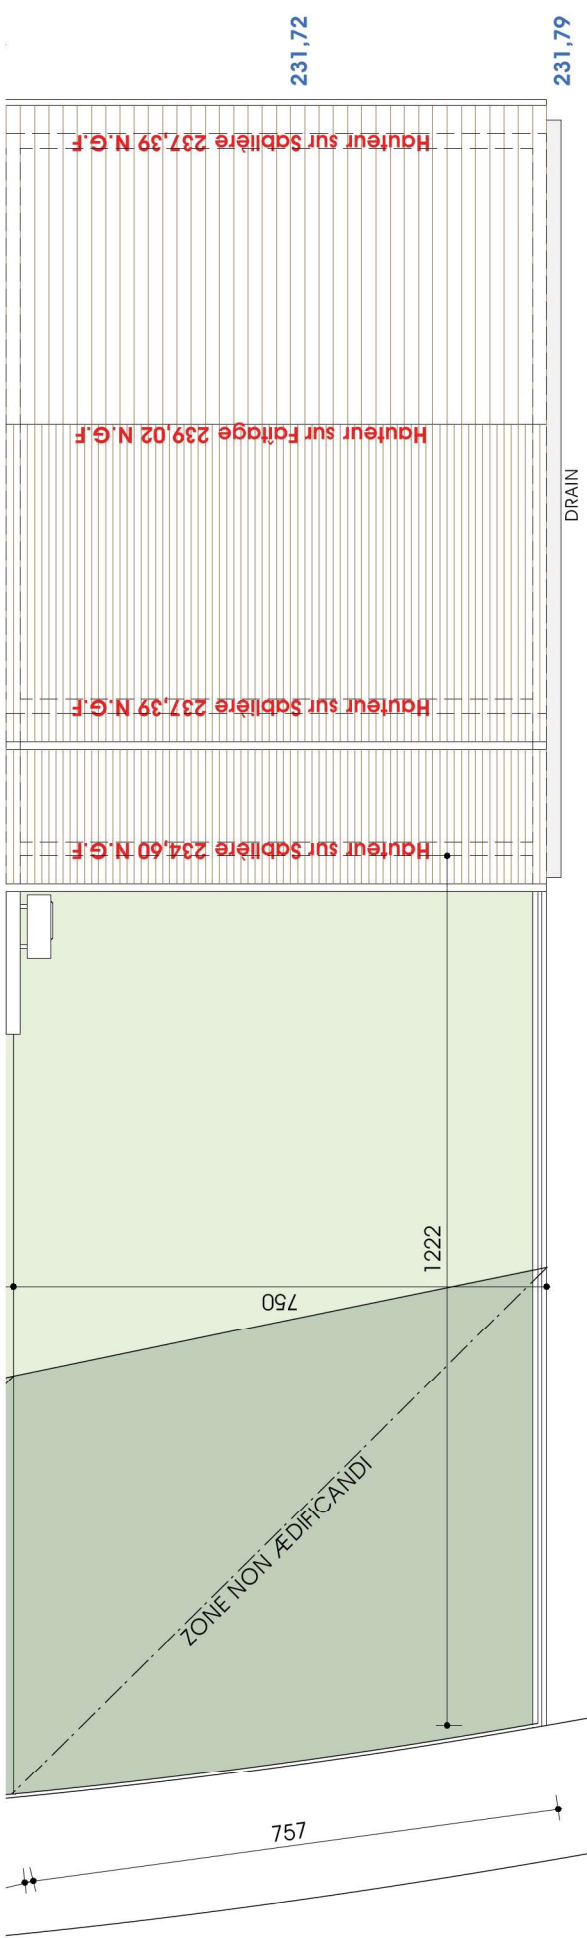 231,72
231,79
Hauteur sur Sablière 237,39 N.G.F
Hauteur sur Faîtage 239,02 N.G.F
DRAIN
Hauteur sur Sablière 237,39 N.G.F
Hauteur sur Sablière 234,60 N.G.F
1222
750
ZONE NON ÆDIFICANDI
757